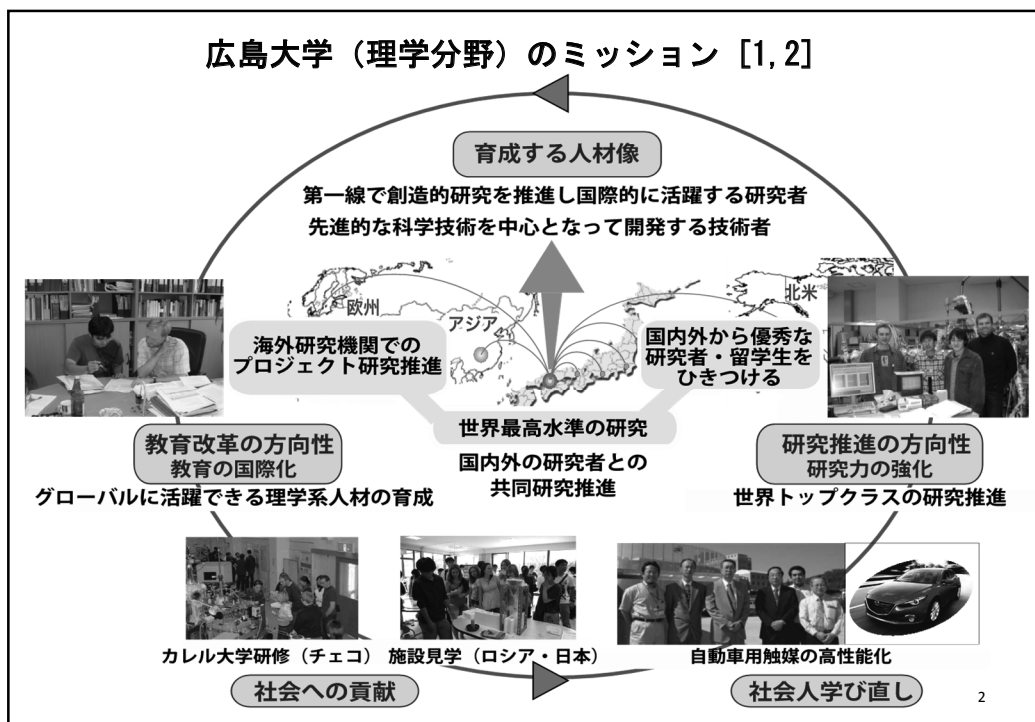 広島大学（理学分野）のミッション [1,2]
育成する人材像
第一線で創造的研究を推進し国際的に活躍する研究者
先進的な科学技術を中心となって開発する技術者
欧州
アジア
北米
海外研究機関での
プロジェクト研究推進
国内外から優秀な
研究者・留学生を
ひきつける
世界最高水準の研究
国内外の研究者との
共同研究推進
教育改革の方向性
教育の国際化
グローバルに活躍できる理学系人材の育成
研究推進の方向性
研究力の強化
世界トップクラスの研究推進
カレル大学研修（チェコ）
施設見学（ロシア・日本）
自動車用触媒の高性能化
社会への貢献
社会人学び直し
2